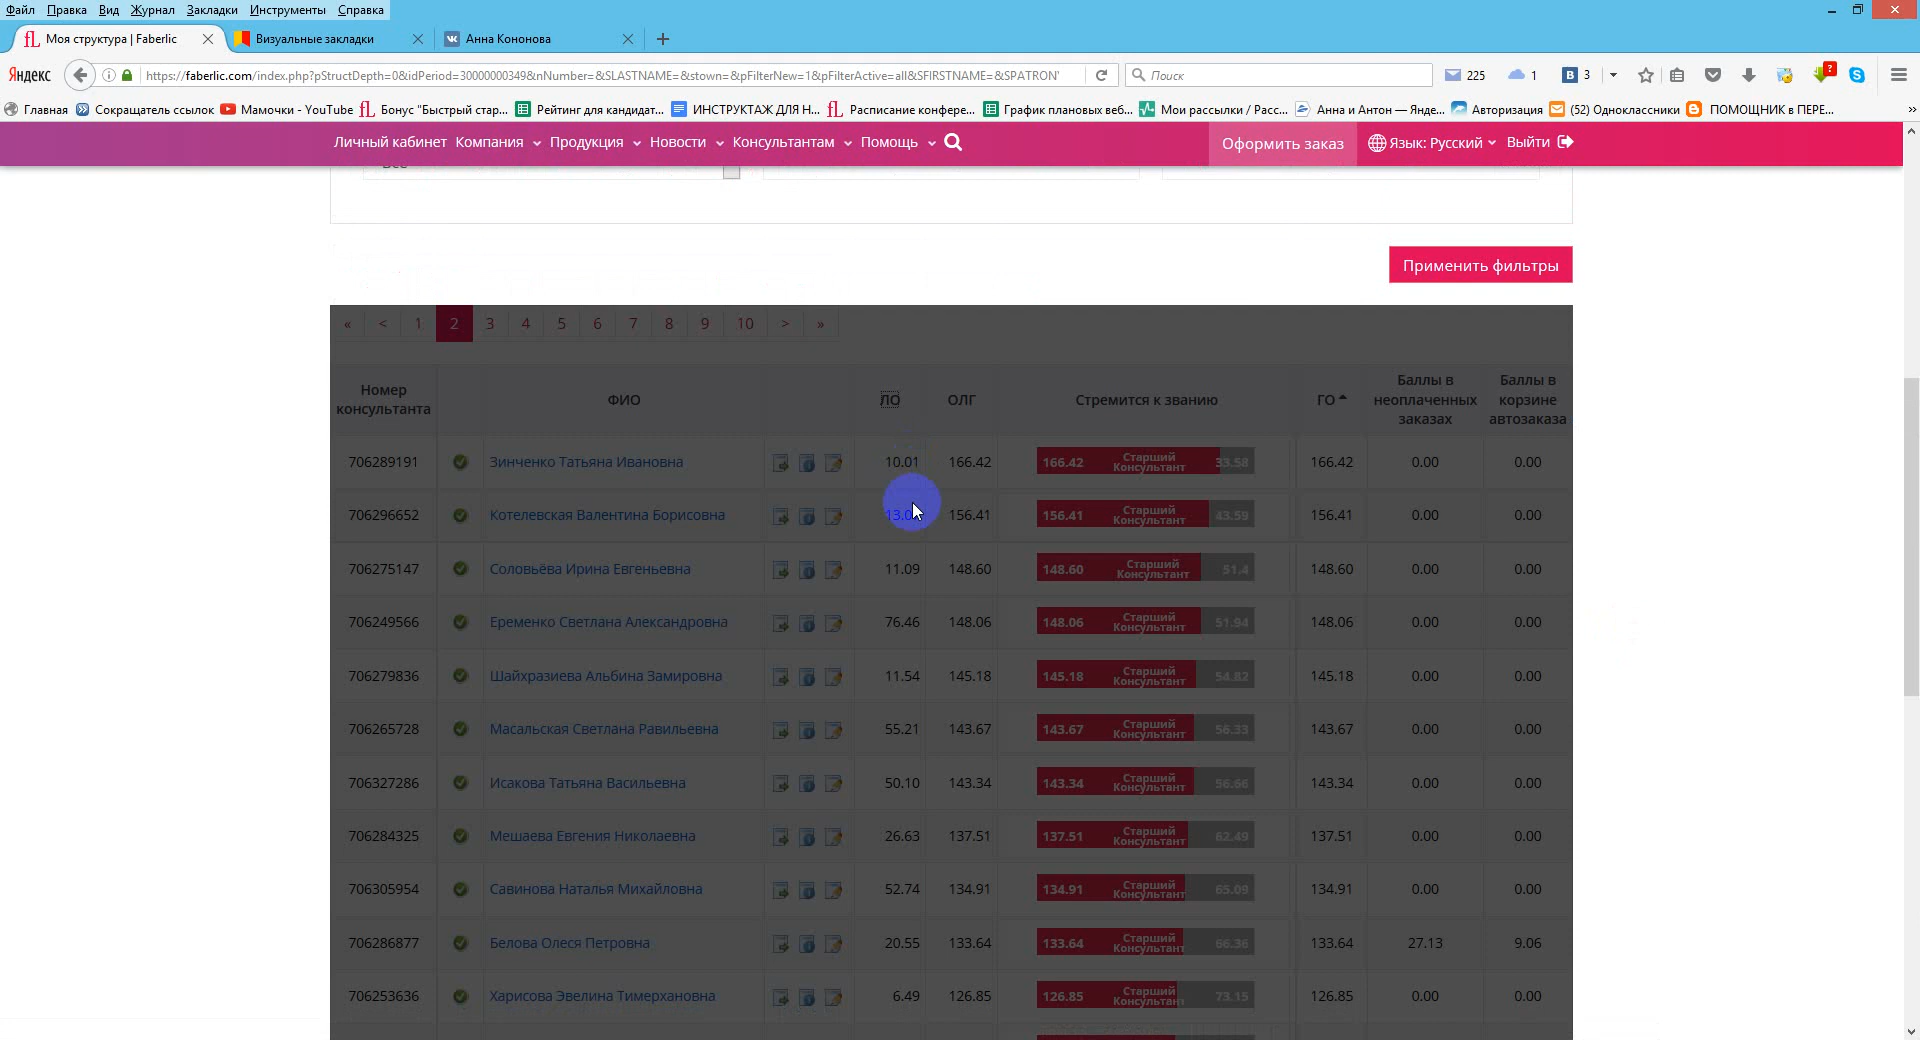 Файл Правка Вид Журнал Закладки Инструменты Справка
Моя структура | Faberlic
Визуальные закладки
Анна Кононова
Яндекс
https://faberlic.com/index.php?pStructDepth=0&idPeriod=30000000349&nNumber=&SLASTNAME=&stown=&pFilterNew=1&pFilterActive=all&SFIRSTNAME=&SPATRON'
Поиск
225 1 B 3
Главная Сокращатель ссылок Мамочки - YouTube Бонус "Быстрый стар... Рейтинг для кандидат... ИНСТРУКТАЖ ДЛЯ Н... Расписание конфере... График плановых веб... Мои рассылки / Расс... Анна и Антон — Янде... Авторизация (52) Одноклассники ПОМОЩНИК в ПЕРЕ...
Личный кабинет Компания Продукция Новости Консультантам Помощь Оформить заказ Язык: Русский Выйти
Применить фильтры
« < 1 2 3 4 5 6 7 8 9 10 > »
Номер консультанта ФИО ЛО ОЛГ Стремится к званию ГО Баллы в неоплаченных заказах Баллы в корзине автозаказа
706289191 Зинченко Татьяна Ивановна 10.01 166.42 166.42 Старший Консультант 33.58 166.42 0.00 0.00
706296652 Котелевская Валентина Борисовна 156.41 156.41 Старший Консультант 43.59 156.41 0.00 0.00
706275147 Соловьёва Ирина Евгеньевна 11.09 148.60 148.60 Старший Консультант 51.4 148.60 0.00 0.00
706249566 Еременко Светлана Александровна 76.46 148.06 148.06 Старший Консультант 51.94 148.06 0.00 0.00
706279836 Шайхразиева Альбина Замировна 11.54 145.18 145.18 Старший Консультант 54.82 145.18 0.00 0.00
706265728 Масальская Светлана Равильевна 55.21 143.67 143.67 Старший Консультант 56.33 143.67 0.00 0.00
706327286 Исакова Татьяна Васильевна 50.10 143.34 143.34 Старший Консультант 56.66 143.34 0.00 0.00
706284325 Мешаева Евгения Николаевна 26.63 137.51 137.51 Старший Консультант 62.49 137.51 0.00 0.00
706305954 Савинова Наталья Михайловна 52.74 134.91 134.91 Старший Консультант 65.09 134.91 0.00 0.00
706286877 Белова Олеся Петровна 20.55 133.64 133.64 Старший Консультант 66.36 133.64 27.13 9.06
706253636 Харисова Эвелина Тимерхановна 6.49 126.85 126.85 Старший Консультант 73.15 126.85 0.00 0.00